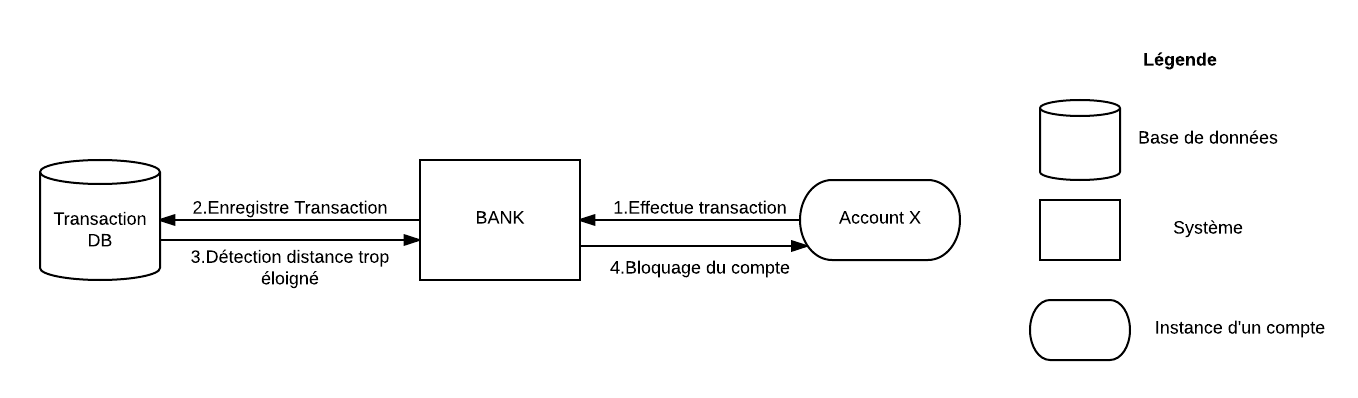 Légende
Base de données
Transaction
DB
2.Enregistre Transaction
3.Détection distance trop
éloigné
BANK
1.Effectue transaction
4.Bloquage du compte
Account X
Système
Instance d'un compte